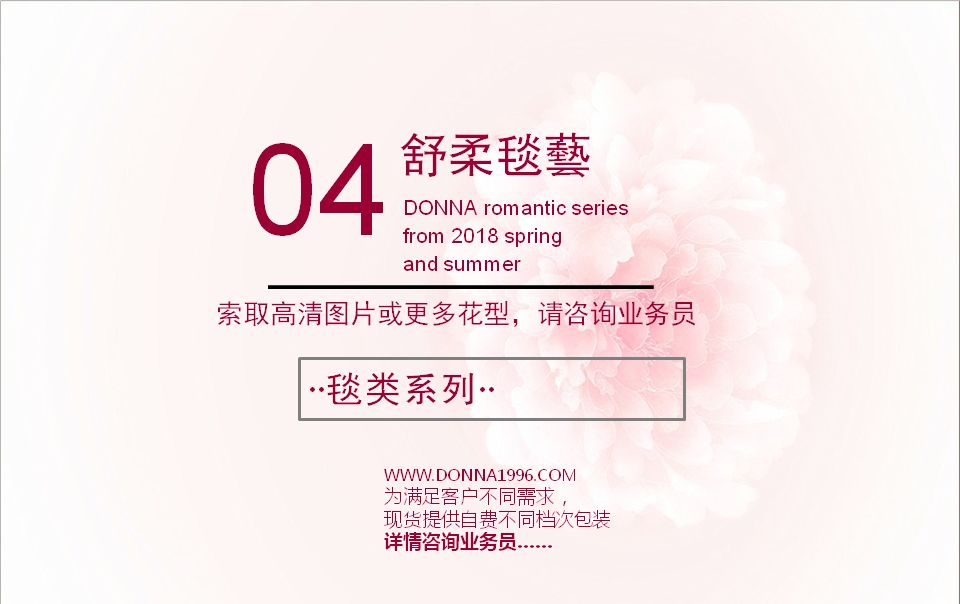 04
舒柔毯藝
DONNA romantic series
from 2018 spring
and summer
索取高清图片或更多花型，请咨询业务员
··毯类系列··
WWW.DONNA1996.COM
为满足客户不同需求，
现货提供自费不同档次包装
详情咨询业务员......